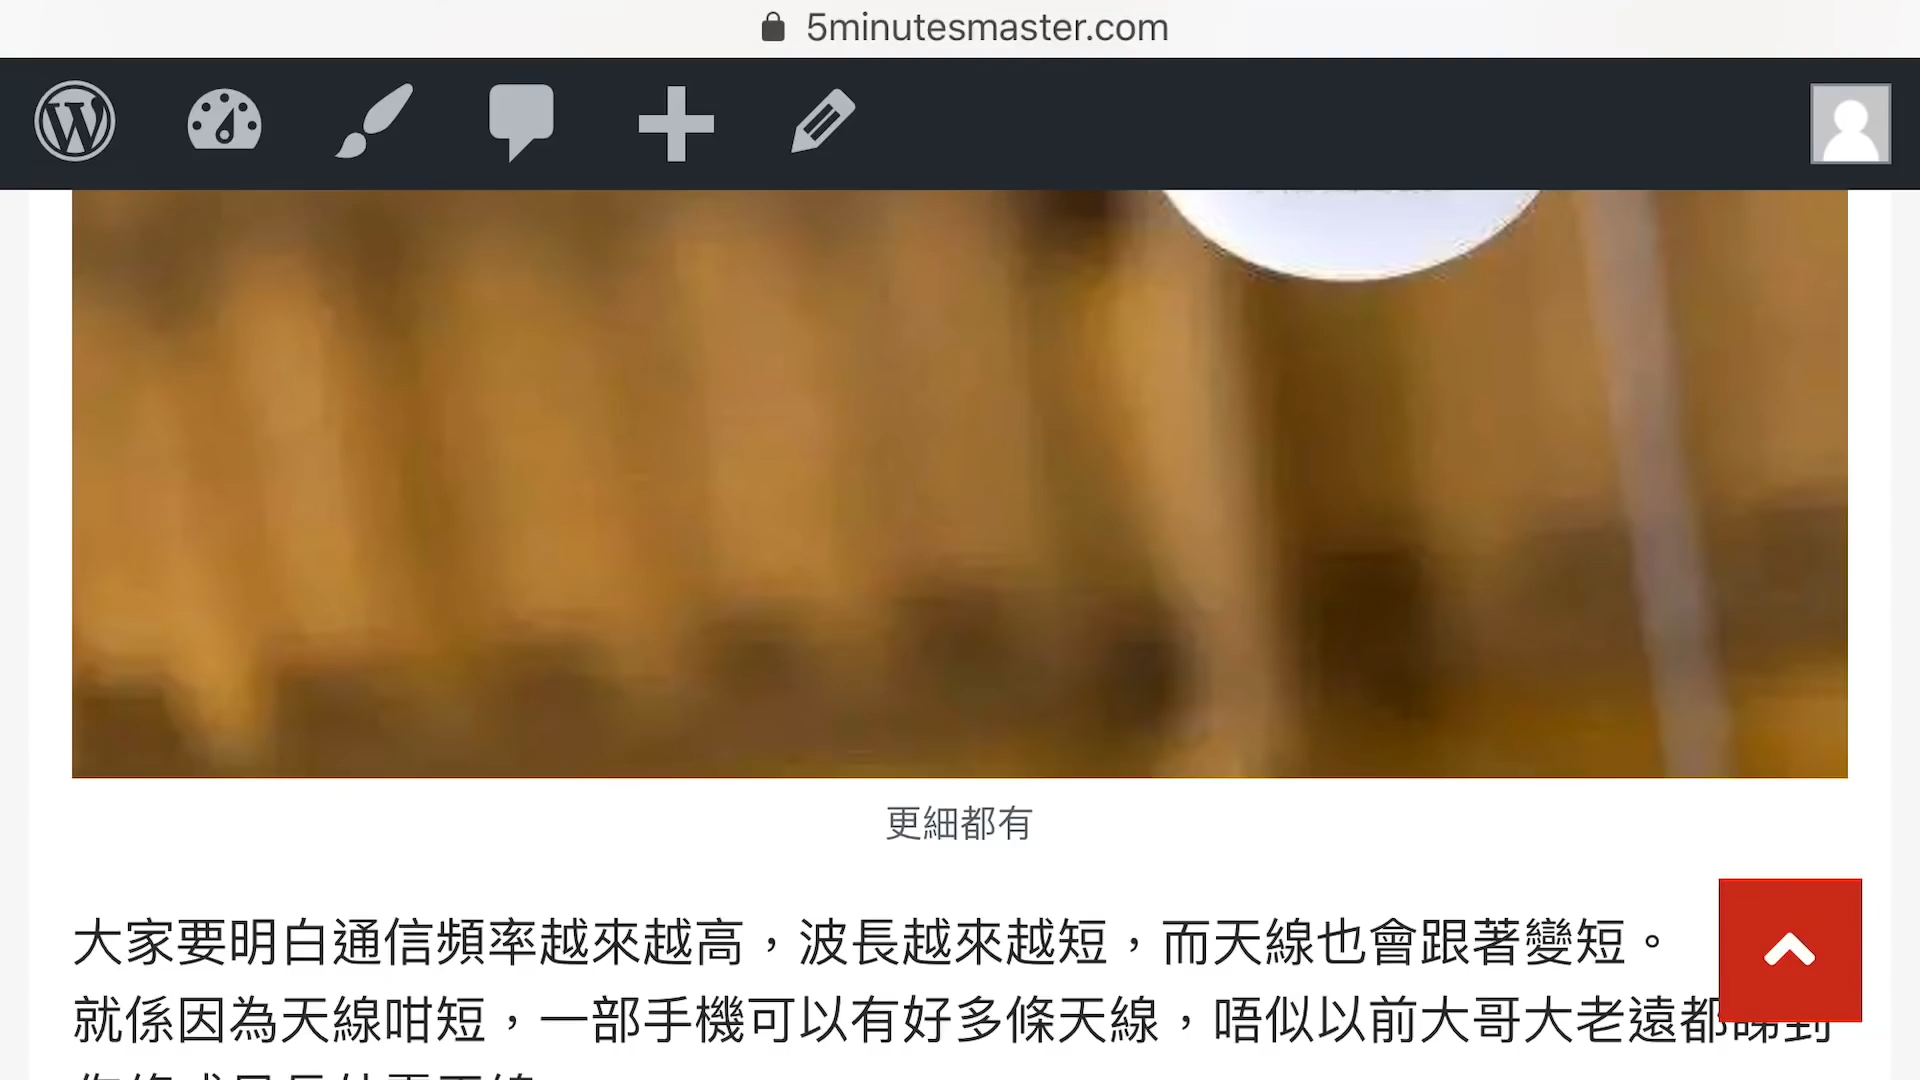 5minutesmaster.com
更細都有
大家要明白通信頻率越來越高，波長越來越短，而天線也會跟著變短。
就係因為天線咁短，一部手機可以有好多條天線，唔似以前大哥大老遠都睇到